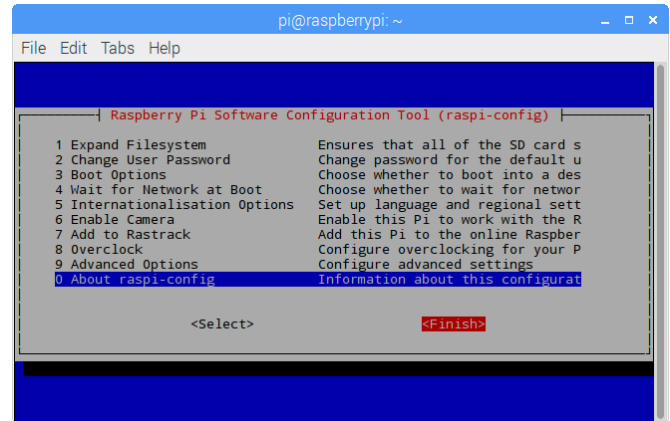 pi@raspberrypi: ~
File Edit Tabs Help
Raspberry Pi Software Configuration Tool (raspi-config)
1 Expand Filesystem Ensures that all of the SD card s
2 Change User Password Change password for the default u
3 Boot Options Choose whether to boot into a des
4 Wait for Network at Boot Choose whether to wait for networ
5 Internationalisation Options Set up language and regional sett
6 Enable Camera Enable this Pi to work with the R
7 Add to Rastrack Add this Pi to the online Raspber
8 Overclock Configure overclocking for your P
9 Advanced Options Configure advanced settings
0 About raspi-config Information about this configurat
<Select> <Finish>